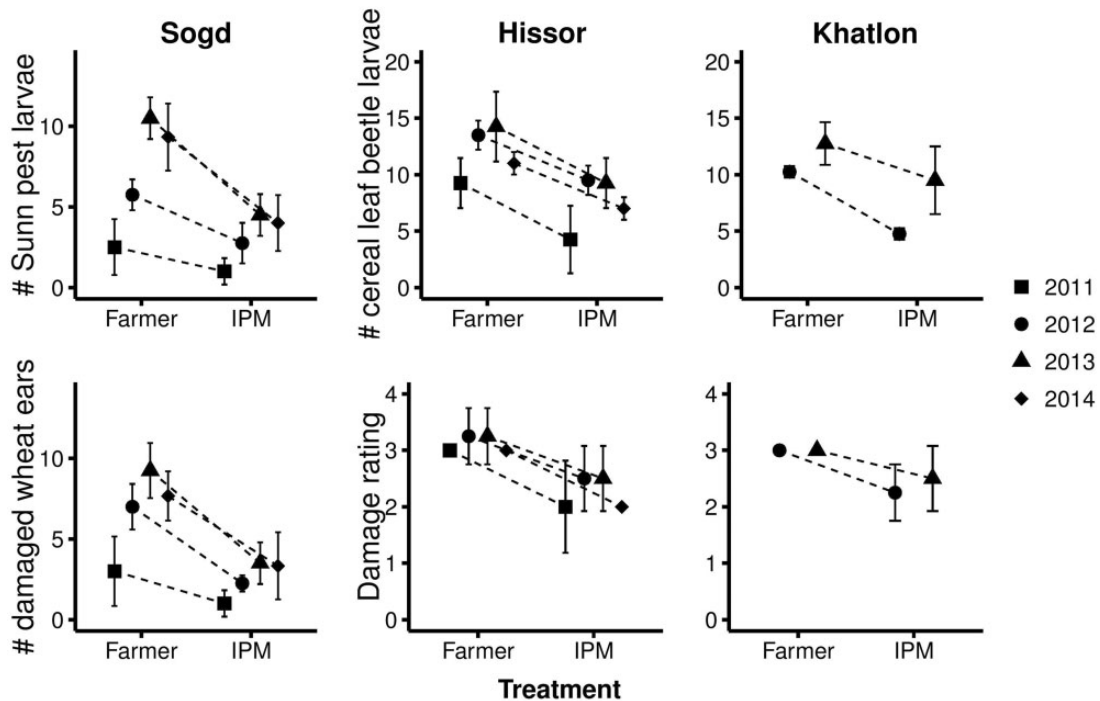 Sogd
Hissor
Khatlon
# Sunn pest larvae
10
5
0
Farmer
IPM
# cereal leaf beetle larvae
20
15
10
5
0
Farmer
IPM
20
15
10
5
0
Farmer
IPM
2011
2012
2013
2014
# damaged wheat ears
10
5
0
Farmer
IPM
Damage rating
4
3
2
1
0
Farmer
IPM
4
3
2
1
0
Farmer
IPM
Treatment